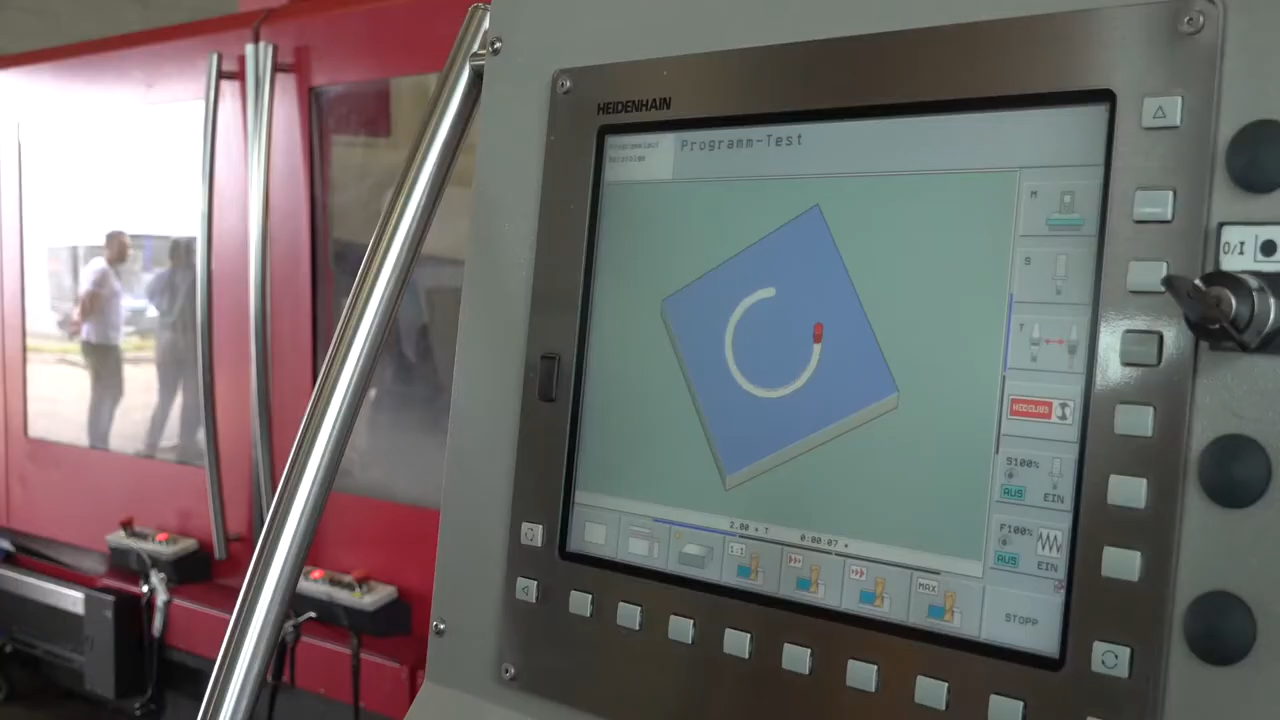 HEIDENHAIN
Programmlauf
Satzfolge
Programm-Test
M
S
T
HEDELIUS
S100%
AUS EIN
F100%
AUS EIN
2.00 * T
0:00:07
1:1
MAX
STOPP
0/I